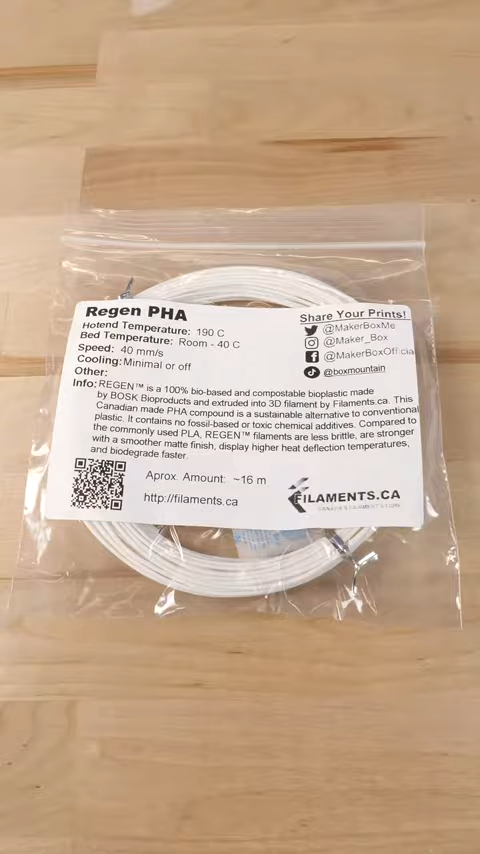 Regen PHA
Hotend Temperature: 190 C
Bed Temperature: Room - 40 C
Speed: 40 mm/s
Cooling: Minimal or off
Other:
Share Your Prints!
@MakerBoxMe
@Maker_Box
@MakerBoxOfficial
@boxmountain
Info: REGEN™ is a 100% bio-based and compostable bioplastic made
by BOSK Bioproducts and extruded into 3D filament by Filaments.ca. This
Canadian made PHA compound is a sustainable alternative to conventional
plastic. It contains no fossil-based or toxic chemical additives. Compared to
the commonly used PLA, REGEN™ filaments are less brittle, are stronger
with a smoother matte finish, display higher heat deflection temperatures,
and biodegrade faster.
Aprox. Amount: ~16 m
http://filaments.ca
FILAMENTS.CA